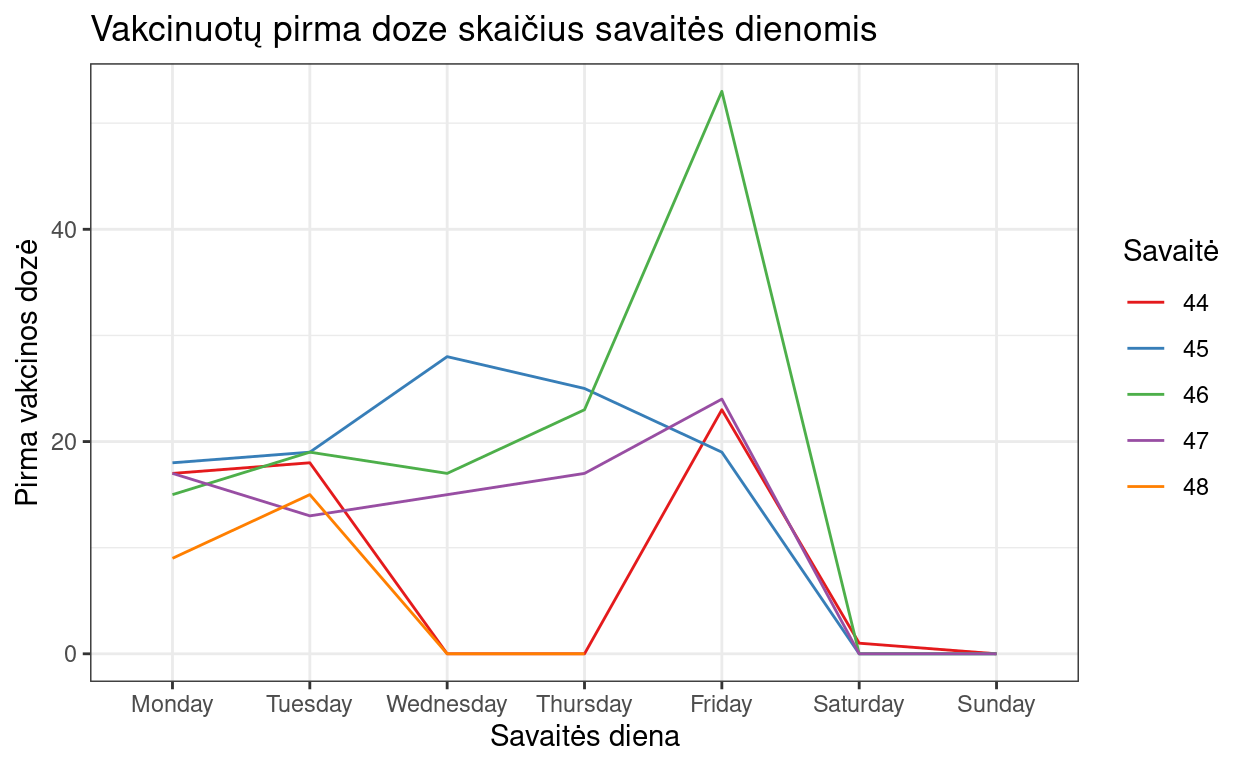 Vakcinuotų pirma doze skaičius savaitės dienomis
Pirma vakcinos dozė
40
20
0
Monday Tuesday Wednesday Thursday Friday Saturday Sunday
Savaitės diena
Savaitė
44
45
46
47
48